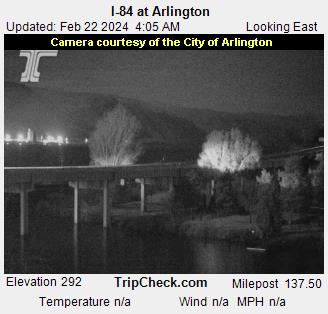 I-84 at Arlington
Updated: Feb 22 2024 4:05 AM Looking East
Camera courtesy of the City of Arlington
Elevation 292 TripCheck.com Milepost 137.50
Temperature n/a Wind n/a MPH n/a